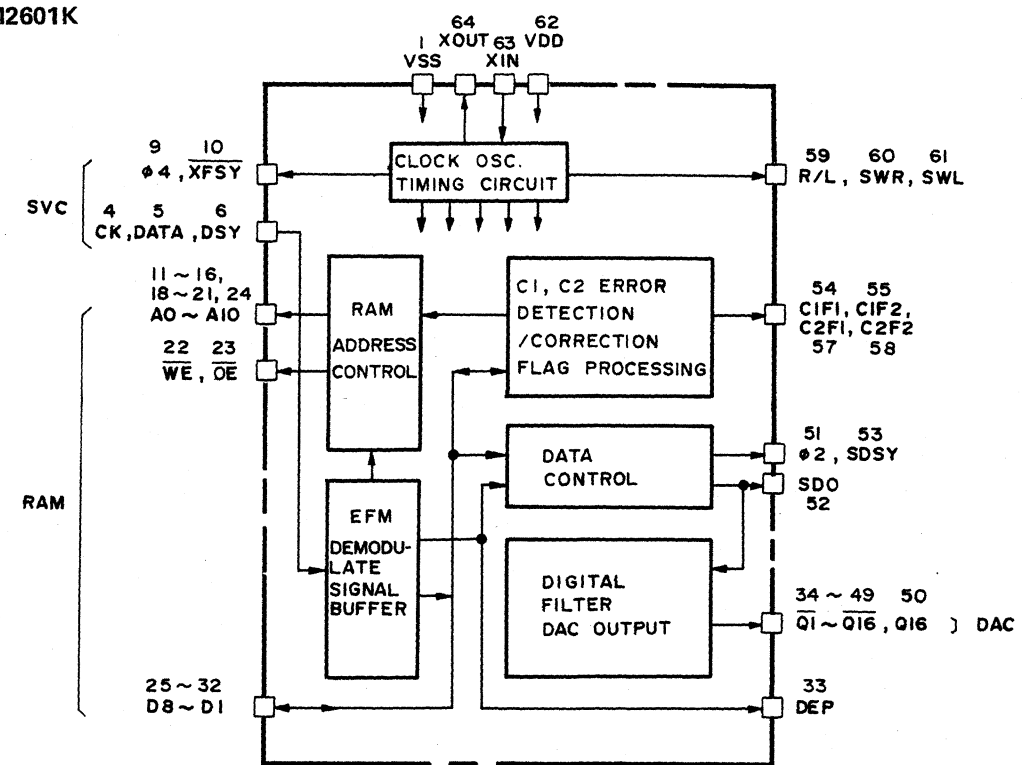 12601K
64
62
1
XOUT
63
VDD
VSS
XIN
9 10
φ4, XFSY
CLOCK OSC.
TIMING CIRCUIT
59 60 61
R/L, SWR, SWL
SVC
4 5 6
CK, DATA, DSY
11~16,
18~21, 24
A0~A10
RAM
ADDRESS
CONTROL
C1, C2 ERROR
DETECTION
/CORRECTION
FLAG PROCESSING
54 55
C1F1, C1F2,
C2F1, C2F2
57 58
22 23
WE, OE
51 53
φ2, SDSY
DATA
CONTROL
SDO
52
RAM
EFM
DEMODU-
LATE
SIGNAL
BUFFER
DIGITAL
FILTER
DAC OUTPUT
34~49 50
Q1~Q16, Q16 } DAC
25~32
D8~D1
33
DEP